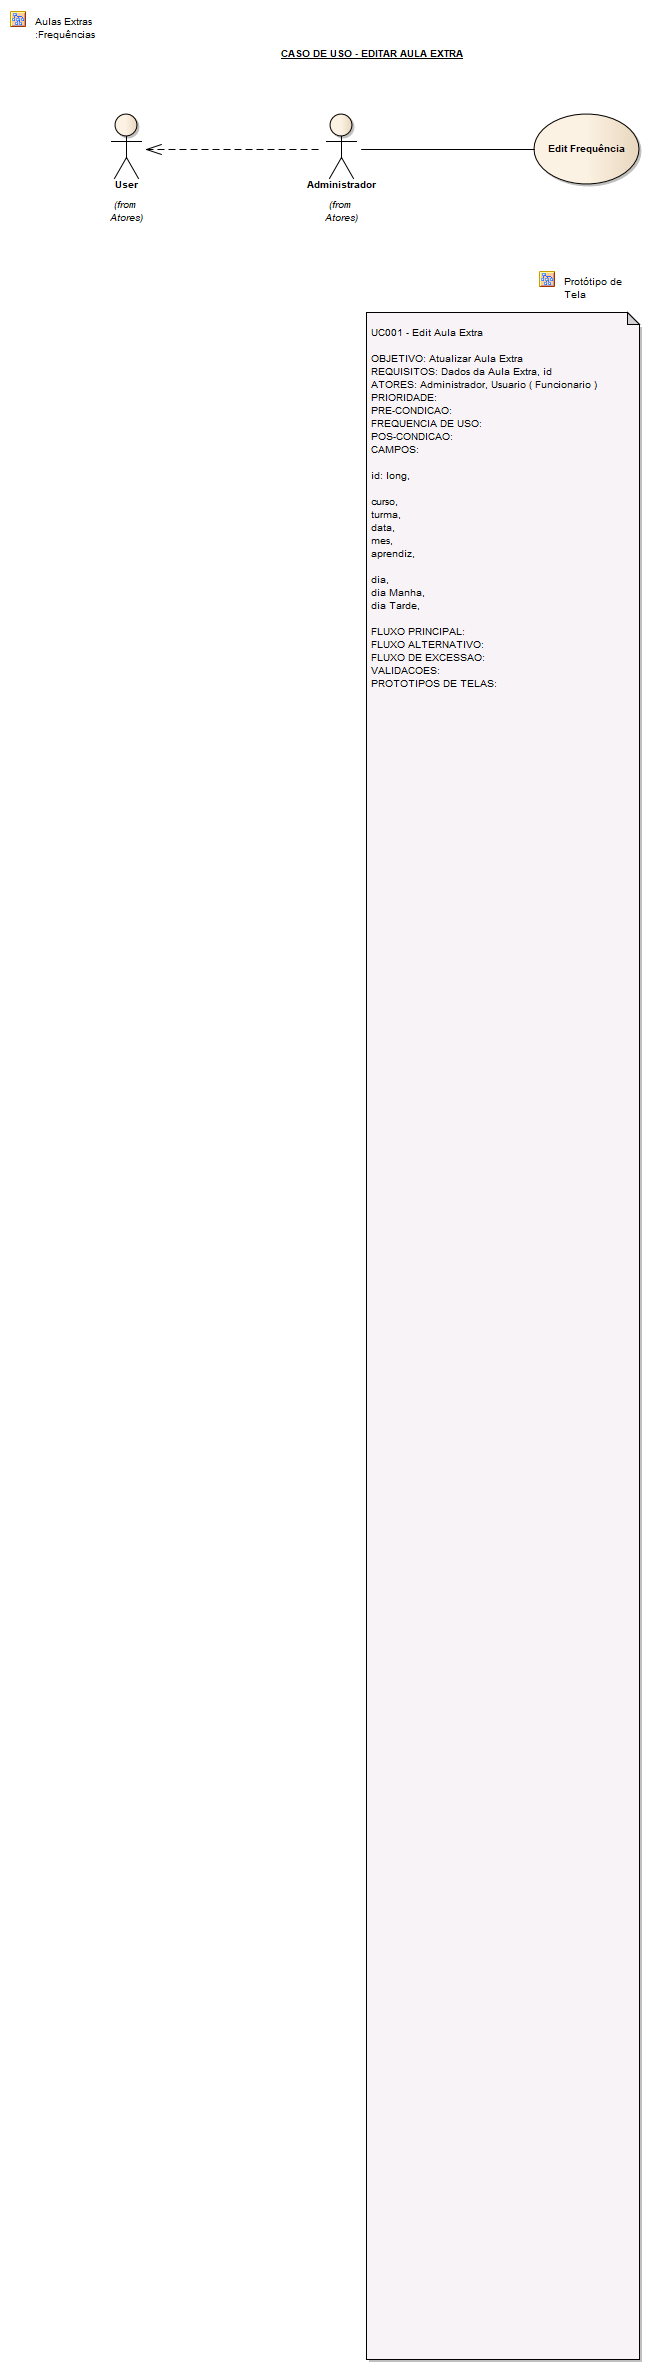 Aulas Extras
:Frequências
CASO DE USO - EDITAR AULA EXTRA
Edit Frequência
User
Administrador
(from
Atores)
(from
Atores)
Protótipo de
Tela
UC001 - Edit Aula Extra
OBJETIVO: Atualizar Aula Extra
REQUISITOS: Dados da Aula Extra, id
ATORES: Administrador, Usuario ( Funcionario )
PRIORIDADE:
PRE-CONDICAO:
FREQUENCIA DE USO:
POS-CONDICAO:
CAMPOS:
id: long,
curso,
turma,
data,
mes,
aprendiz,
dia,
dia Manha,
dia Tarde,
FLUXO PRINCIPAL:
FLUXO ALTERNATIVO:
FLUXO DE EXCESSAO:
VALIDACOES:
PROTOTIPOS DE TELAS: